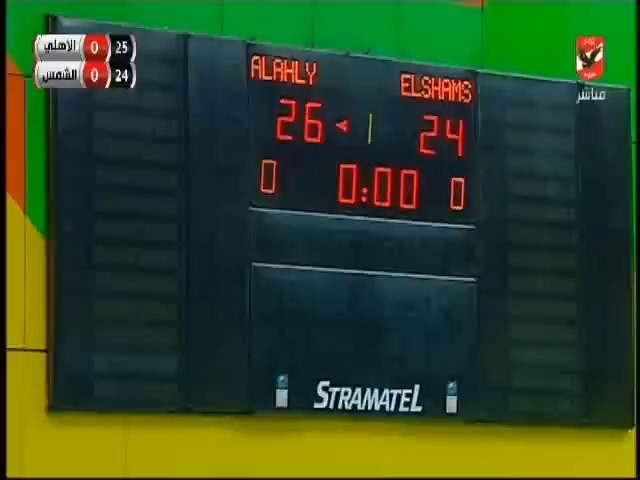 الأهلي 0 25
الشمس 0 24
مباشر
ALAHLY ELSHAMS
26 1 24
0 0:00 0
STRAMATEL